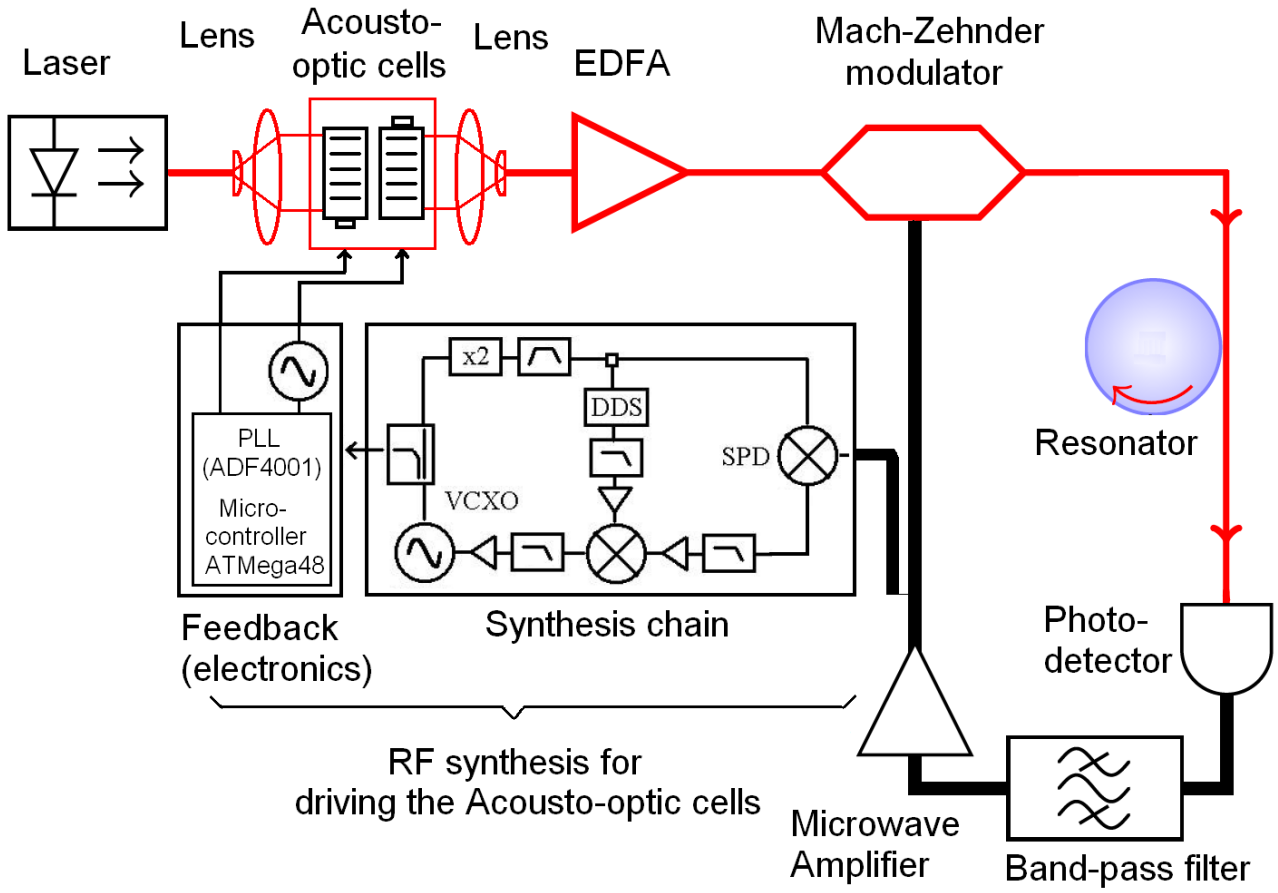 Laser
Lens
Acousto-
optic cells
Lens
EDFA
Mach-Zehnder
modulator
x2
DDS
SPD
VCXO
PLL
(ADF4001)
Micro-
controller
ATMega48
Feedback
(electronics)
Synthesis chain
Resonator
Photo-
detector
RF synthesis for
driving the Acousto-optic cells
Microwave
Amplifier
Band-pass filter